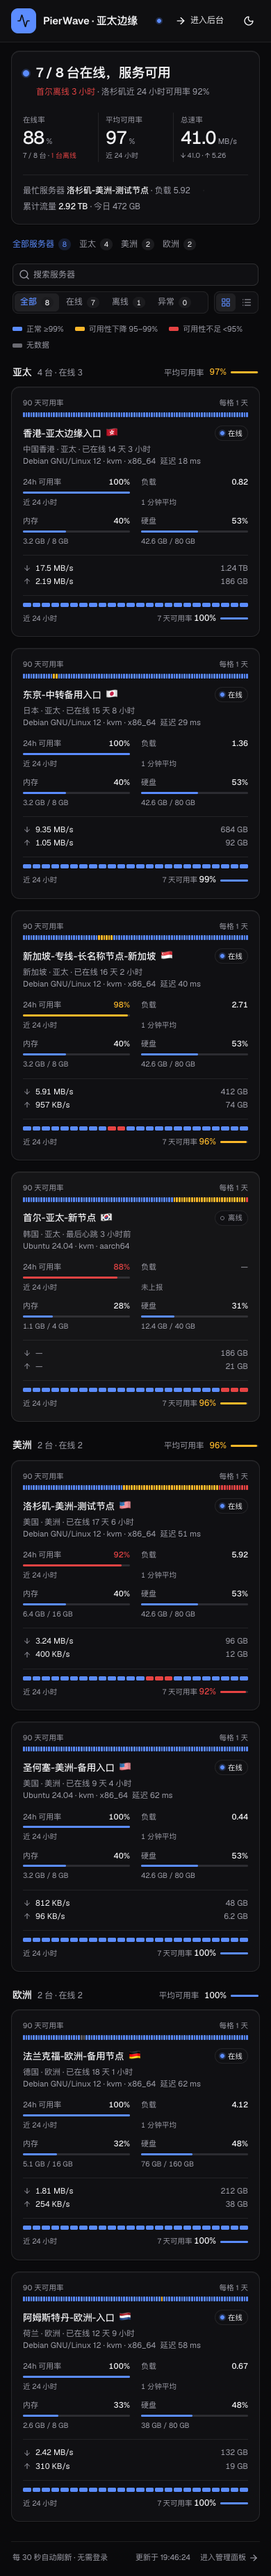 PierWave · 亚太边缘
进入后台
7 / 8 台在线，服务可用
首尔离线 3 小时 · 洛杉矶近 24 小时可用率 92%
在线率 平均可用率 总速率
88 % 97 % 41.0 MB/s
7 / 8 台 · 1 台离线 近 24 小时 ↓ 41.0 · ↑ 5.26
最忙服务器 洛杉矶-美洲-测试节点 · 负载 5.92
累计流量 2.92 TB · 今日 472 GB
全部服务器 8 亚太 4 美洲 2 欧洲 2
搜索服务器
全部 8 在线 7 离线 1 异常 0
正常 ≥99% 可用性下降 95–99% 可用性不足 <95%
无数据
亚太 4 台 · 在线 3 平均可用率 97%
90 天可用率 每格 1 天
香港-亚太边缘入口 在线
中国香港 · 亚太 · 已在线 14 天 3 小时
Debian GNU/Linux 12 · kvm · x86_64 延迟 18 ms
24h 可用率 100% 负载 0.82
近 24 小时 1 分钟平均
内存 40% 硬盘 53%
3.2 GB / 8 GB 42.6 GB / 80 GB
↓ 17.5 MB/s 1.24 TB
↑ 2.19 MB/s 186 GB
近 24 小时 7 天可用率 100%
90 天可用率 每格 1 天
东京-中转备用入口 在线
日本 · 亚太 · 已在线 15 天 8 小时
Debian GNU/Linux 12 · kvm · x86_64 延迟 29 ms
24h 可用率 100% 负载 1.36
近 24 小时 1 分钟平均
内存 40% 硬盘 53%
3.2 GB / 8 GB 42.6 GB / 80 GB
↓ 9.35 MB/s 684 GB
↑ 1.05 MB/s 92 GB
近 24 小时 7 天可用率 99%
90 天可用率 每格 1 天
新加坡-专线-长名称节点-新加坡 在线
新加坡 · 亚太 · 已在线 16 天 2 小时
Debian GNU/Linux 12 · kvm · x86_64 延迟 40 ms
24h 可用率 98% 负载 2.71
近 24 小时 1 分钟平均
内存 40% 硬盘 53%
3.2 GB / 8 GB 42.6 GB / 80 GB
↓ 5.91 MB/s 412 GB
↑ 957 KB/s 74 GB
近 24 小时 7 天可用率 96%
90 天可用率 每格 1 天
首尔-亚太-新节点 离线
韩国 · 亚太 · 最后心跳 3 小时前
Ubuntu 24.04 · kvm · aarch64
24h 可用率 88% 负载 —
近 24 小时 未上报
内存 28% 硬盘 31%
1.1 GB / 4 GB 12.4 GB / 40 GB
↓ — 186 GB
↑ — 21 GB
近 24 小时 7 天可用率 96%
美洲 2 台 · 在线 2 平均可用率 96%
90 天可用率 每格 1 天
洛杉矶-美洲-测试节点 在线
美国 · 美洲 · 已在线 17 天 6 小时
Debian GNU/Linux 12 · kvm · x86_64 延迟 51 ms
24h 可用率 92% 负载 5.92
近 24 小时 1 分钟平均
内存 40% 硬盘 53%
6.4 GB / 16 GB 42.6 GB / 80 GB
↓ 3.24 MB/s 96 GB
↑ 400 KB/s 12 GB
近 24 小时 7 天可用率 92%
90 天可用率 每格 1 天
圣何塞-美洲-备用入口 在线
美国 · 美洲 · 已在线 9 天 4 小时
Ubuntu 24.04 · kvm · x86_64 延迟 62 ms
24h 可用率 100% 负载 0.44
近 24 小时 1 分钟平均
内存 40% 硬盘 53%
3.2 GB / 8 GB 42.6 GB / 80 GB
↓ 812 KB/s 48 GB
↑ 96 KB/s 6.2 GB
近 24 小时 7 天可用率 100%
欧洲 2 台 · 在线 2 平均可用率 100%
90 天可用率 每格 1 天
法兰克福-欧洲-备用节点 在线
德国 · 欧洲 · 已在线 18 天 1 小时
Debian GNU/Linux 12 · kvm · x86_64 延迟 62 ms
24h 可用率 100% 负载 4.12
近 24 小时 1 分钟平均
内存 32% 硬盘 48%
5.1 GB / 16 GB 76 GB / 160 GB
↓ 1.81 MB/s 212 GB
↑ 254 KB/s 38 GB
近 24 小时 7 天可用率 100%
90 天可用率 每格 1 天
阿姆斯特丹-欧洲-入口 在线
荷兰 · 欧洲 · 已在线 12 天 9 小时
Debian GNU/Linux 12 · kvm · x86_64 延迟 58 ms
24h 可用率 100% 负载 0.67
近 24 小时 1 分钟平均
内存 33% 硬盘 48%
2.6 GB / 8 GB 38 GB / 80 GB
↓ 2.42 MB/s 132 GB
↑ 310 KB/s 19 GB
近 24 小时 7 天可用率 100%
每 30 秒自动刷新 · 无需登录 更新于 19:46:24 进入管理面板 →